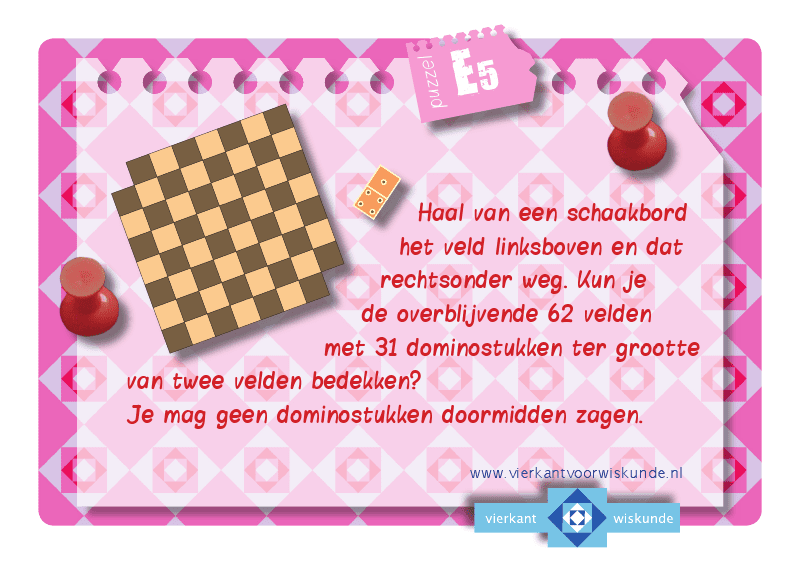 puzzel E5
Haal van een schaakbord
het veld linksboven en dat
rechtsonder weg. Kun je
de overblijvende 62 velden
met 31 dominostukken ter grootte
van twee velden bedekken?
Je mag geen dominostukken doormidden zagen.
www.vierkantvoorwiskunde.nl
vierkant wiskunde